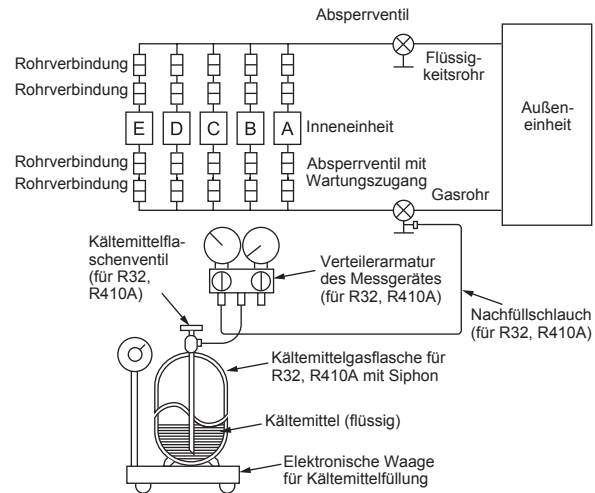 Absperrventil
Rohrverbindung
Flüssig-
keitsrohr
Rohrverbindung
Außen-
einheit
E D C B A
Inneneinheit
Rohrverbindung
Absperrventil mit
Wartungszugang
Rohrverbindung
Gasrohr
Kältemittelfla-
schenventil
(für R32,
R410A)
Verteilerarmatur
des Messgerätes
(für R32, R410A)
Nachfüllschlauch
(für R32, R410A)
Kältemittelgasflasche für
R32, R410A mit Siphon
Kältemittel (flüssig)
Elektronische Waage
für Kältemittelfüllung